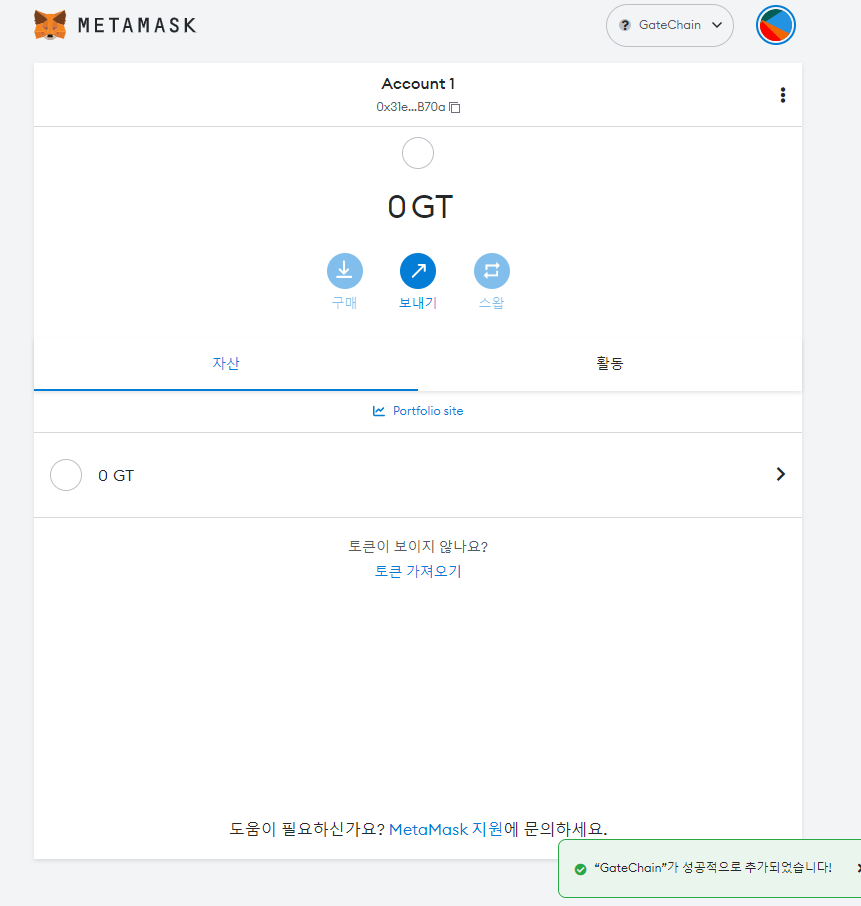 METAMASK
? GateChain
Account 1
0x31e...B70a
0 GT
구매 보내기 스왑
자산 활동
Portfolio site
0 GT
토큰이 보이지 않나요?
토큰 가져오기
도움이 필요하신가요? MetaMask 지원에 문의하세요.
“GateChain”가 성공적으로 추가되었습니다!